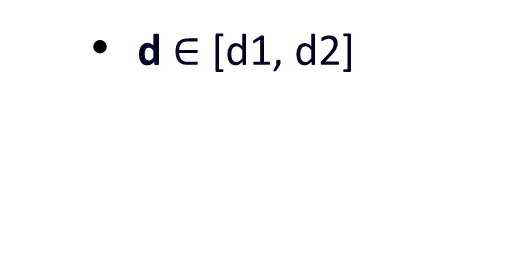 • d ∈ [d1, d2]